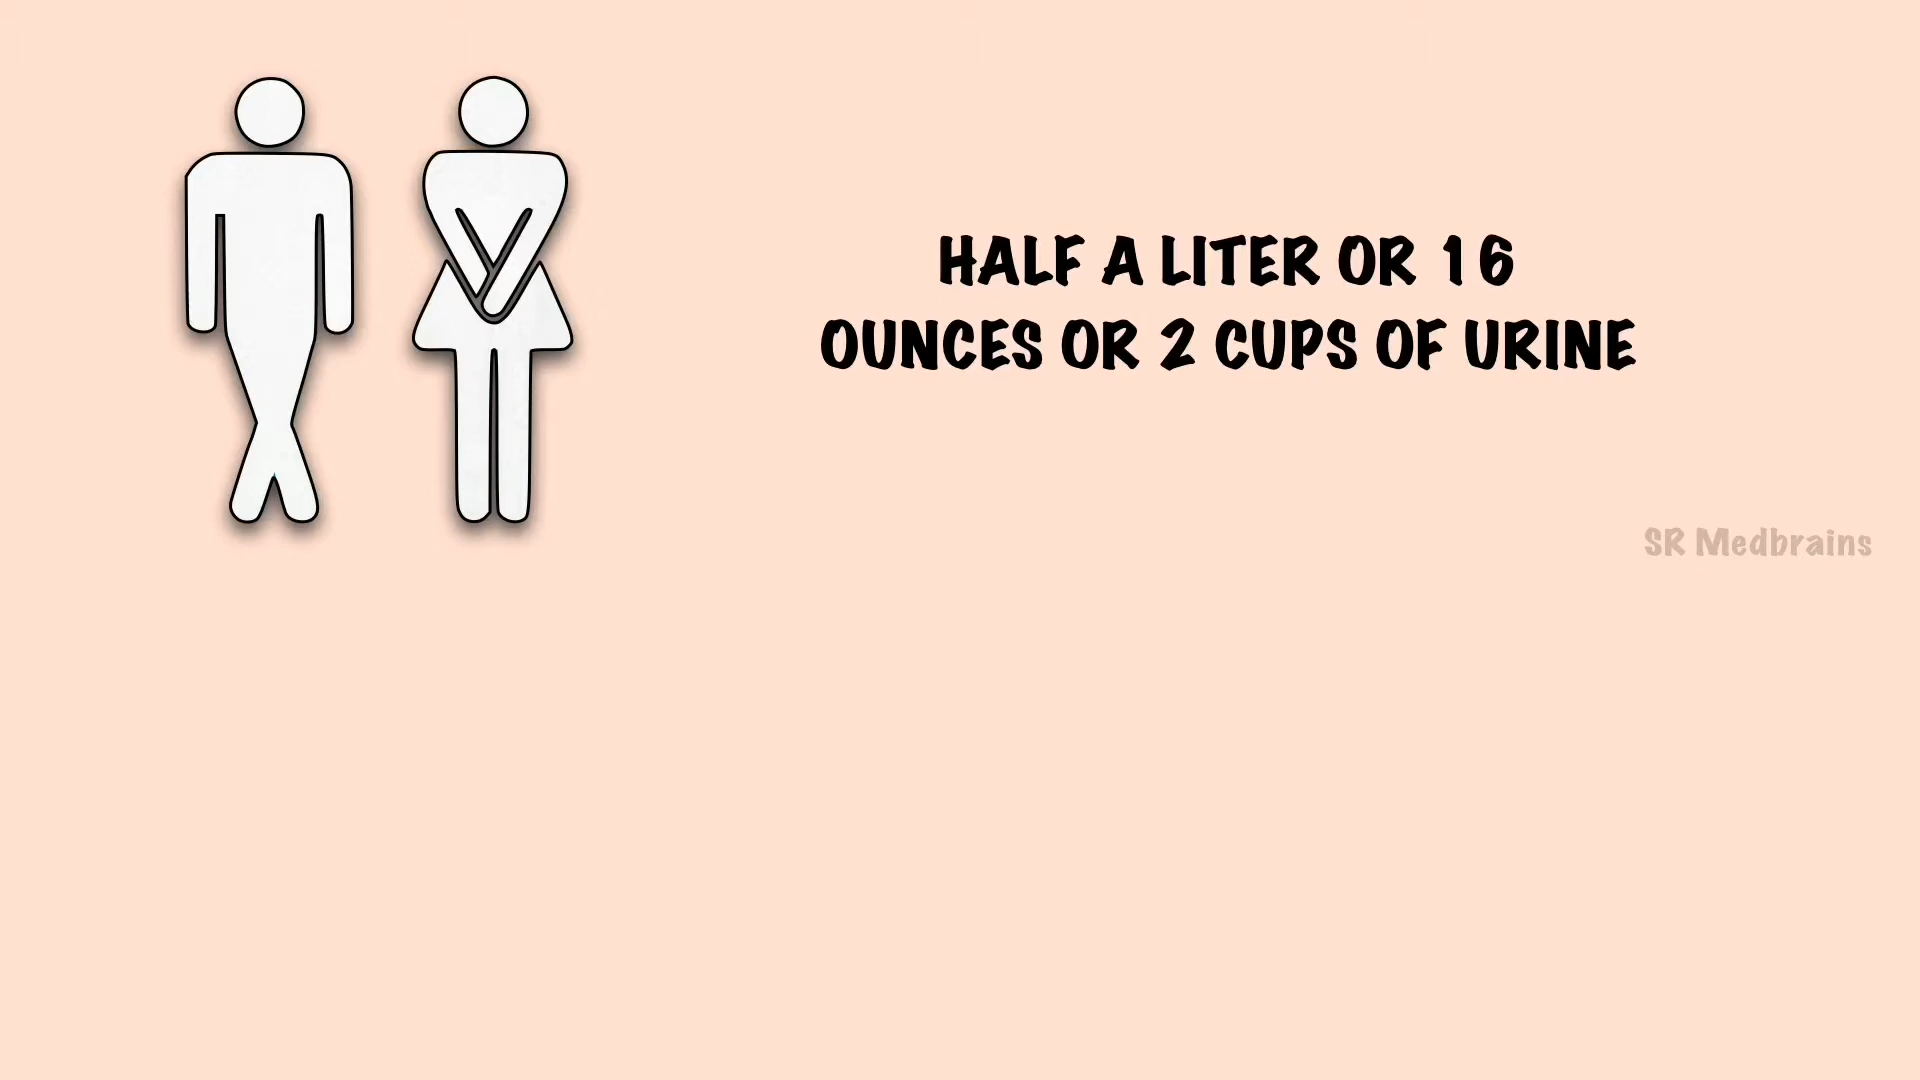 HALF A LITER OR 16
OUNCES OR 2 CUPS OF URINE
SR Medbrains